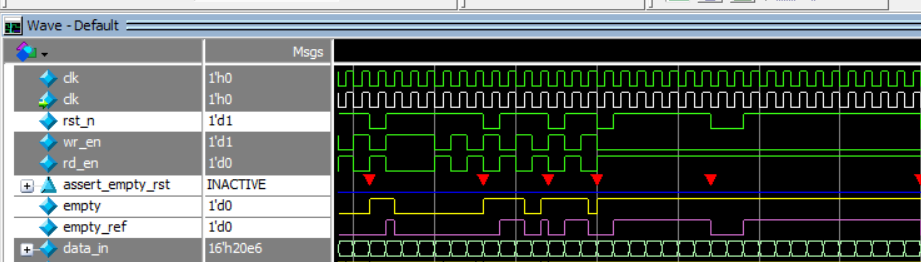 Wave - Default
Msgs
clk 1'h0
clk 1'h0
rst_n 1'd1
wr_en 1'd1
rd_en 1'd0
assert_empty_rst INACTIVE
empty 1'd0
empty_ref 1'd0
data_in 16'h20e6